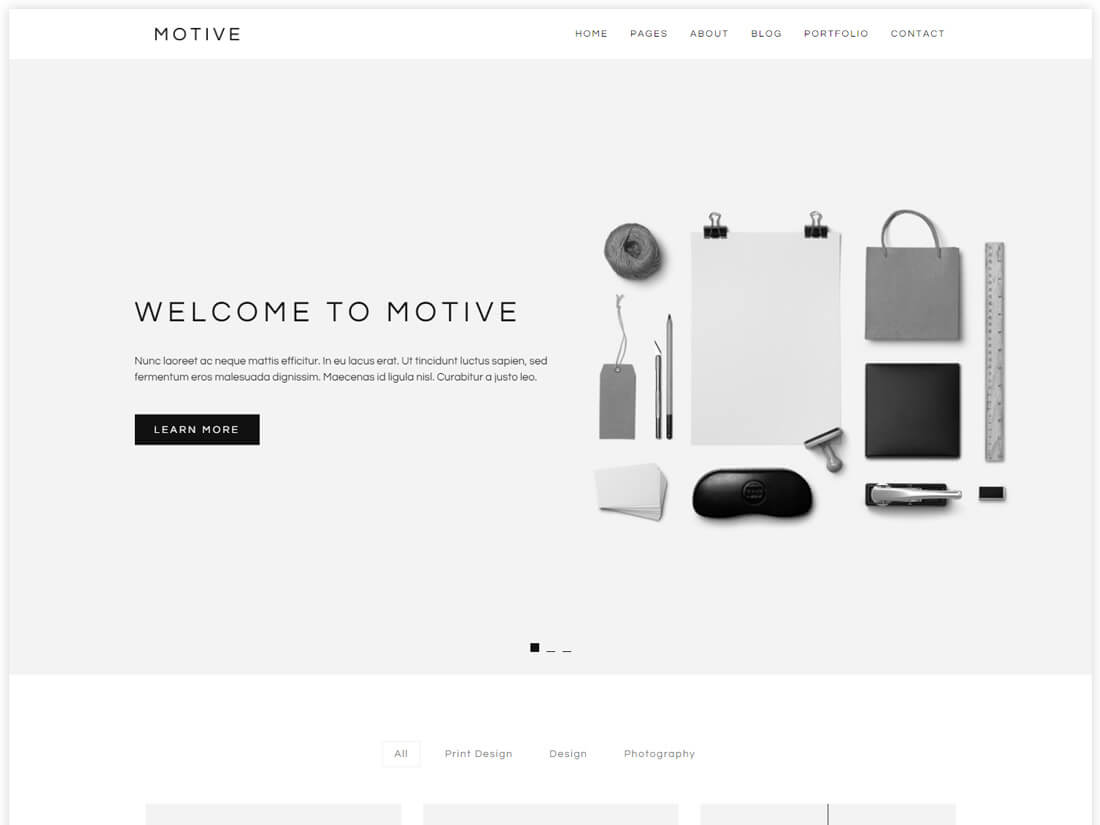 MOTIVE
HOME PAGES ABOUT BLOG PORTFOLIO CONTACT
WELCOME TO MOTIVE
Nunc laoreet ac neque mattis efficitur. In eu lacus erat. Ut tincidunt luctus sapien, sed
fermentum eros malesuada dignissim. Maecenas id ligula nisl. Curabitur a justo leo.
LEARN MORE
All Print Design Design Photography